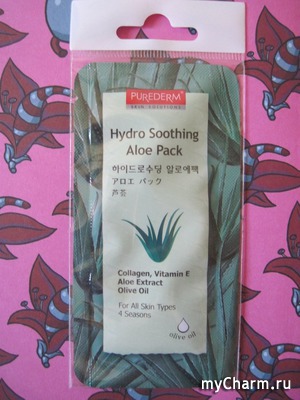 PUREDERM
SKIN SOLUTIONS
Hydro Soothing
Aloe Pack
하이드로수딩 알로에팩
アロエ パック
芦荟
Collagen, Vitamin E
Aloe Extract
Olive Oil
For All Skin Types
4 Seasons
olive oil
myCharm.ru